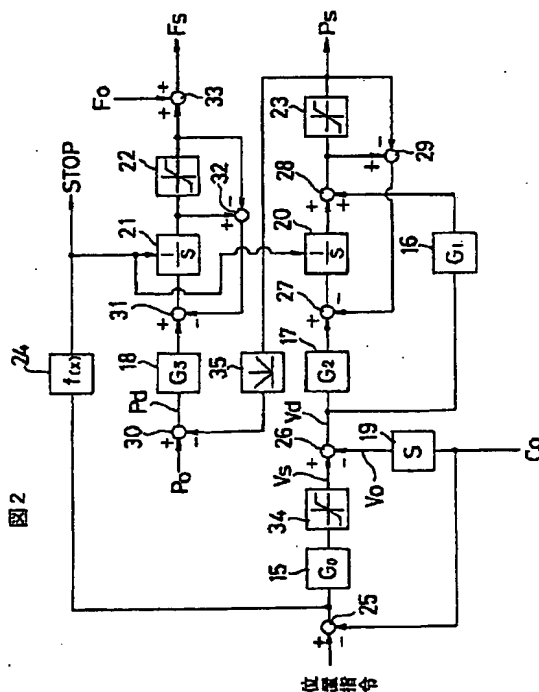 図2
24
f(x)
STOP
Fo
Fs
33
22
21
1/S
32
31
18
G3
Pd
30
Po
35
Ps
23
29
28
20
1/S
27
17
G2
16
G1
Vd
26
Vs
34
Vo
19
S
15
G0
25
Co
位置指令